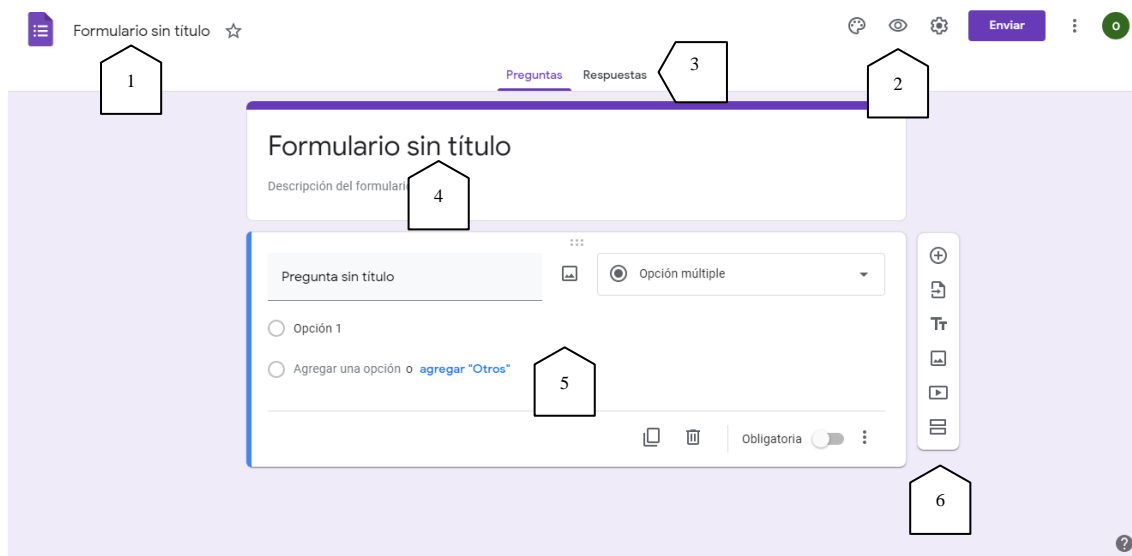 Formulario sin título
Enviar
O
1
2
3
Preguntas Respuestas
Formulario sin título
Descripción del formulari
4
Pregunta sin título
Opción múltiple
Opción 1
Agregar una opción o agregar "Otros"
5
Obligatoria
Tт
6
?